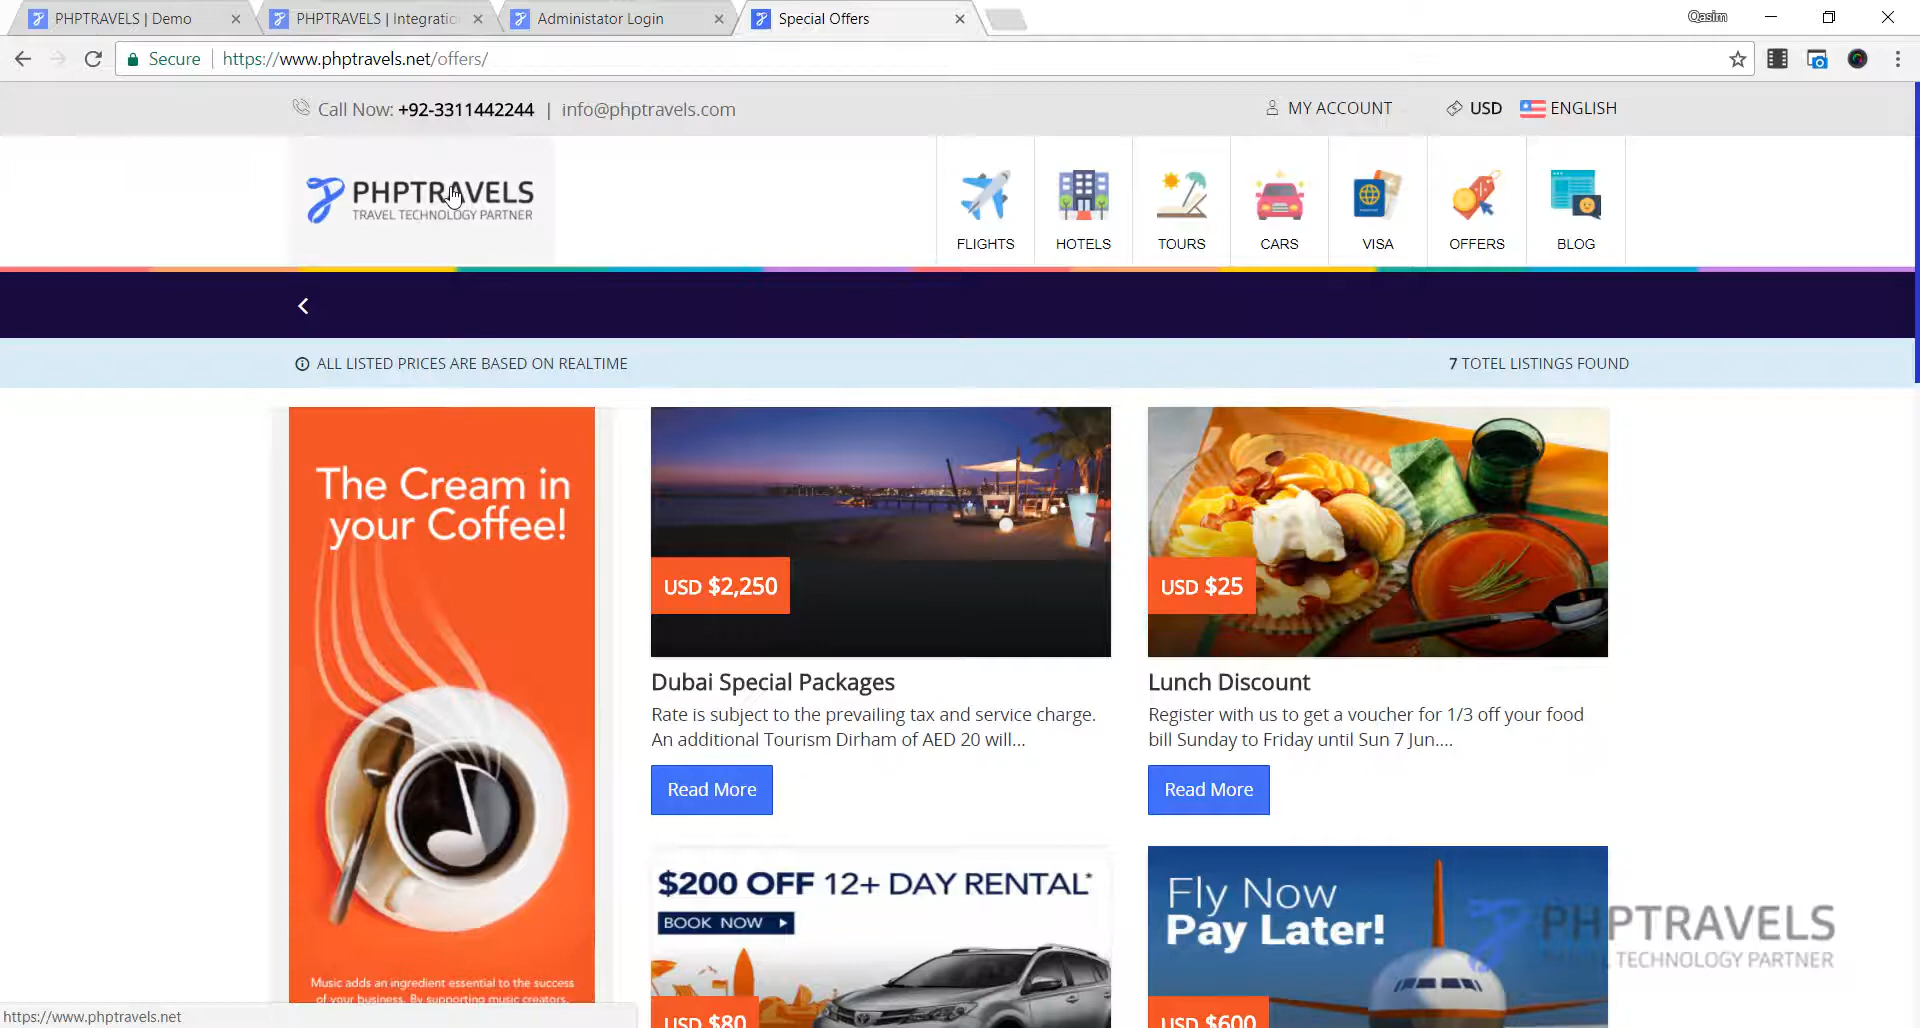 PHPTRAVELS | Demo
PHPTRAVELS | Integratio
Administator Login
Special Offers
Qasim
Secure
https://www.phptravels.net/offers/
Call Now: +92-3311442244 | info@phptravels.com
MY ACCOUNT
USD
ENGLISH
PHPTRAVELS
TRAVEL TECHNOLOGY PARTNER
FLIGHTS
HOTELS
TOURS
CARS
VISA
OFFERS
BLOG
ALL LISTED PRICES ARE BASED ON REALTIME
7 TOTEL LISTINGS FOUND
The Cream in
your Coffee!
Music adds an ingredient essential to the success
of your business. By supporting music creators,
USD $2,250
Dubai Special Packages
Rate is subject to the prevailing tax and service charge.
An additional Tourism Dirham of AED 20 will...
Read More
USD $25
Lunch Discount
Register with us to get a voucher for 1/3 off your food
bill Sunday to Friday until Sun 7 Jun....
Read More
$200 OFF 12+ DAY RENTAL*
BOOK NOW
USD $80
Fly Now
Pay Later!
USD $600
PHPTRAVELS
TECHNOLOGY PARTNER
https://www.phptravels.net